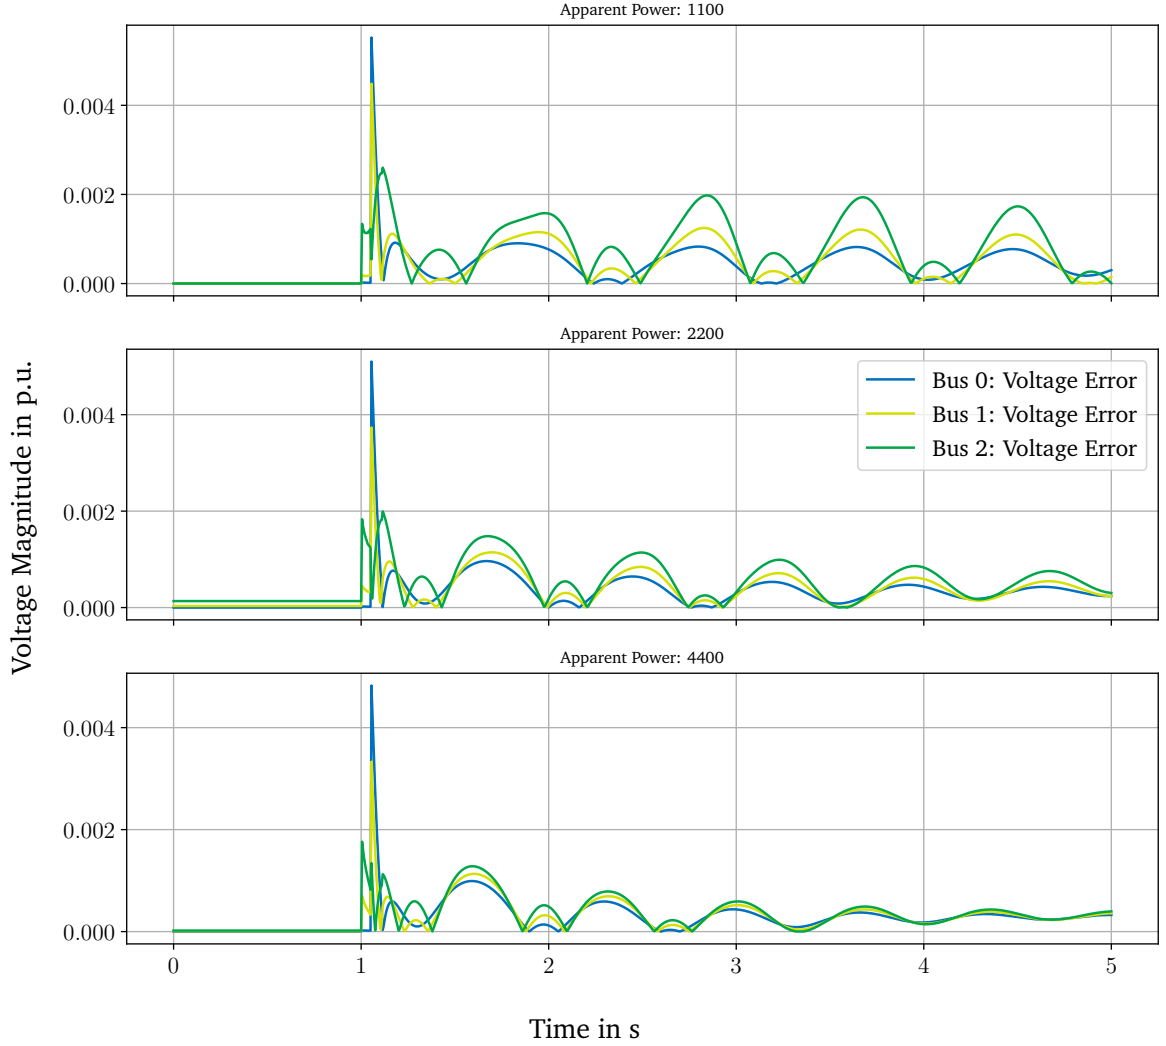 Apparent Power: 1100
0.004
0.002
0.000
Apparent Power: 2200
Voltage Magnitude in p.u.
0.004
0.002
0.000
Bus 0: Voltage Error
Bus 1: Voltage Error
Bus 2: Voltage Error
Apparent Power: 4400
0.004
0.002
0.000
0 1 2 3 4 5
Time in s